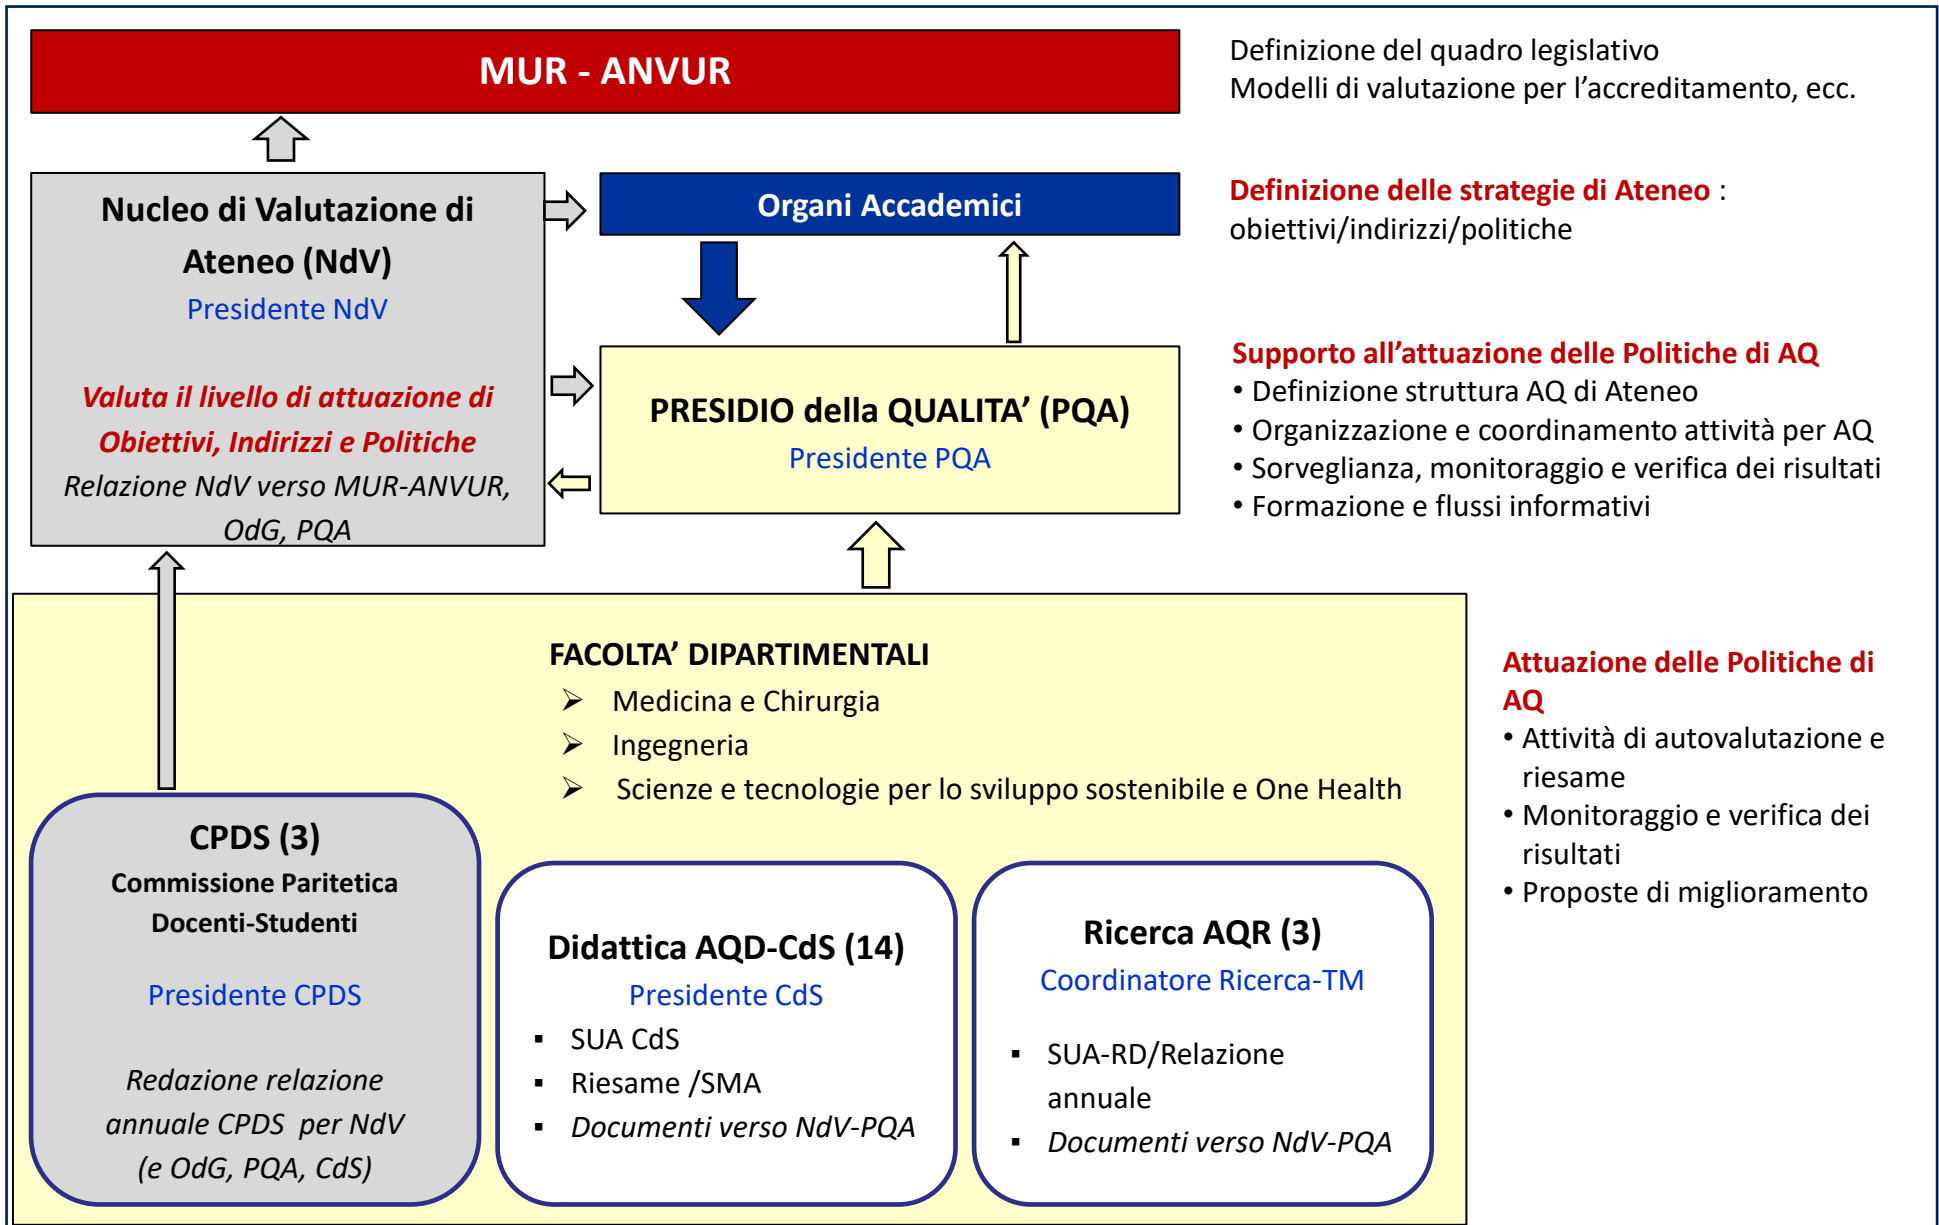 MUR - ANVUR
Definizione del quadro legislativo
Modelli di valutazione per l’accreditamento, ecc.
Nucleo di Valutazione di
Ateneo (NdV)
Presidente NdV
Valuta il livello di attuazione di
Obiettivi, Indirizzi e Politiche
Relazione NdV verso MUR-ANVUR,
OdG, PQA
Organi Accademici
Definizione delle strategie di Ateneo :
obiettivi/indirizzi/politiche
PRESIDIO della QUALITA’ (PQA)
Presidente PQA
Supporto all’attuazione delle Politiche di AQ
• Definizione struttura AQ di Ateneo
• Organizzazione e coordinamento attività per AQ
• Sorveglianza, monitoraggio e verifica dei risultati
• Formazione e flussi informativi
FACOLTA’ DIPARTIMENTALI
➢ Medicina e Chirurgia
➢ Ingegneria
➢ Scienze e tecnologie per lo sviluppo sostenibile e One Health
Attuazione delle Politiche di
AQ
• Attività di autovalutazione e
riesame
• Monitoraggio e verifica dei
risultati
• Proposte di miglioramento
CPDS (3)
Commissione Paritetica
Docenti-Studenti
Presidente CPDS
Redazione relazione
annuale CPDS per NdV
(e OdG, PQA, CdS)
Didattica AQD-CdS (14)
Presidente CdS
▪ SUA CdS
▪ Riesame /SMA
▪ Documenti verso NdV-PQA
Ricerca AQR (3)
Coordinatore Ricerca-TM
▪ SUA-RD/Relazione
annuale
▪ Documenti verso NdV-PQA